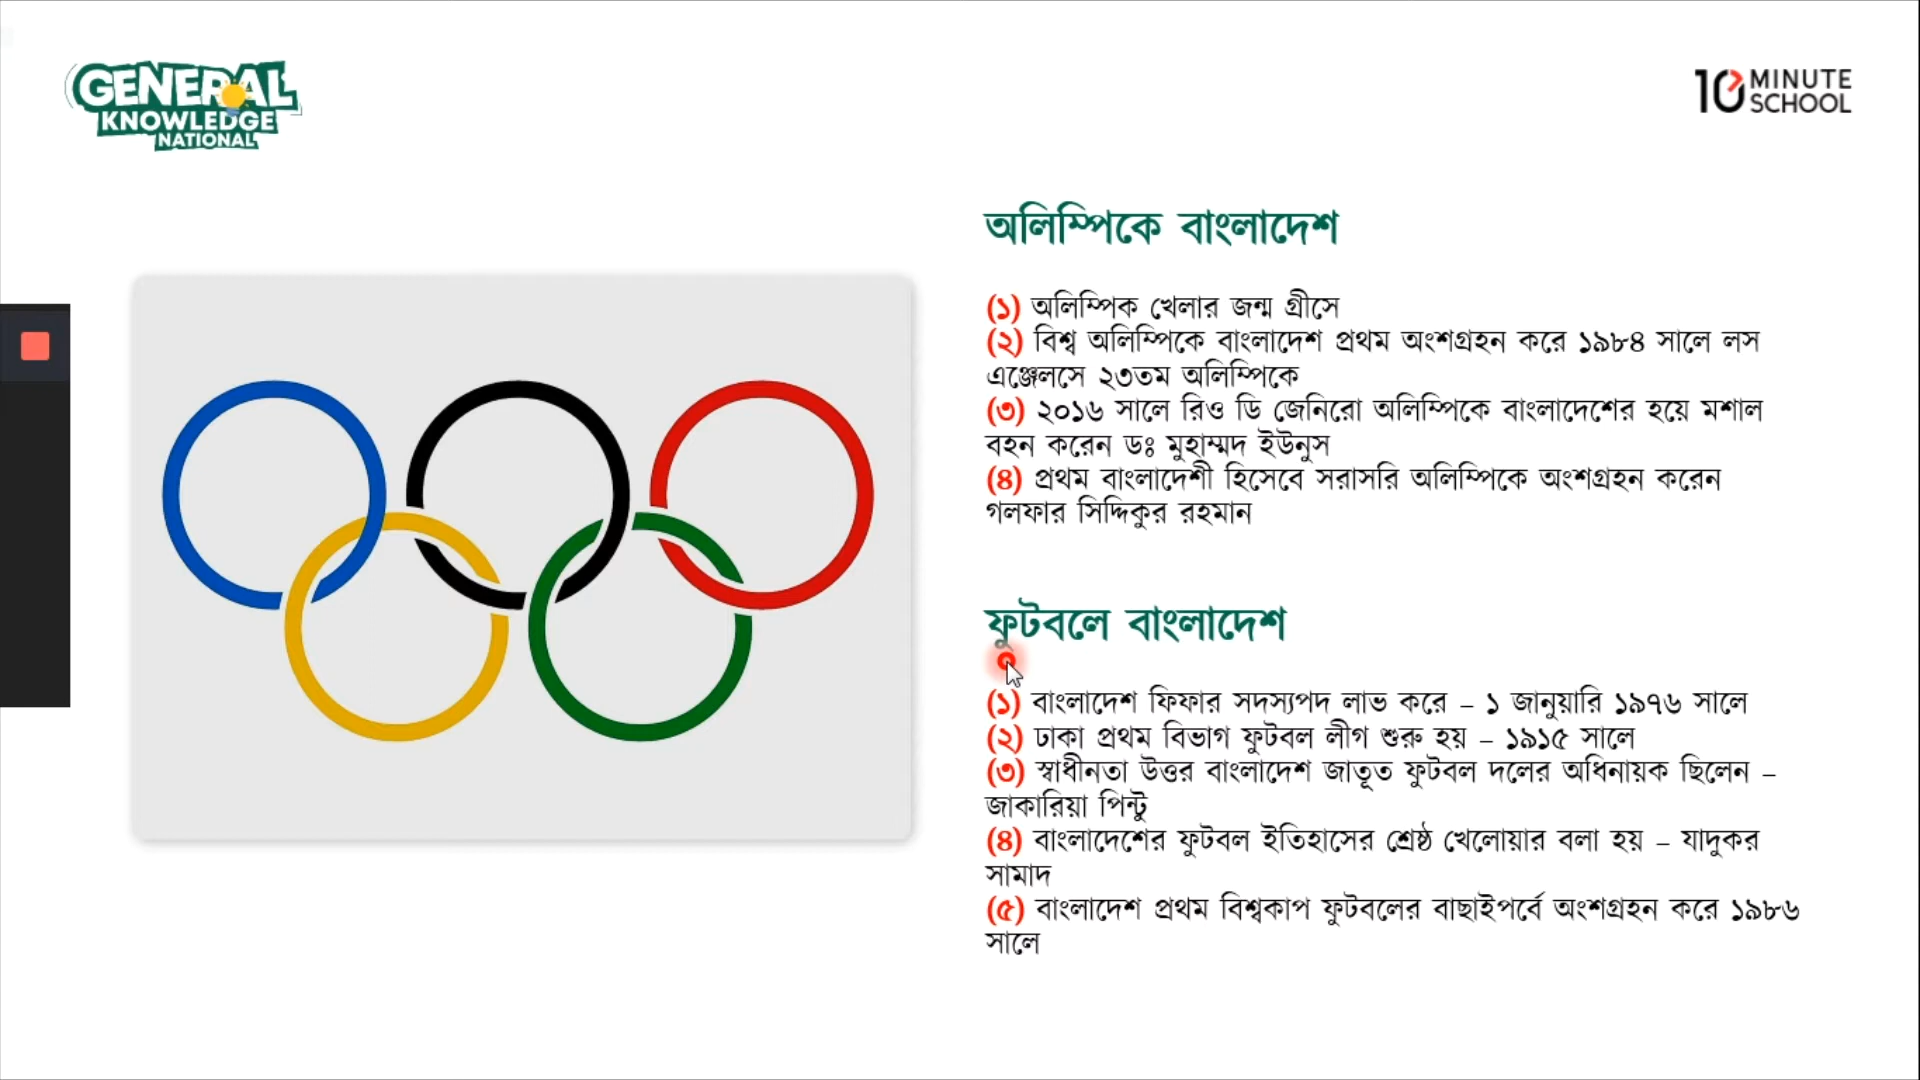 GENERAL
KNOWLEDGE
NATIONAL
10 MINUTE
SCHOOL
অলিম্পিকে বাংলাদেশ
(১) অলিম্পিক খেলার জন্ম গ্রীসে
(২) বিশ্ব অলিম্পিকে বাংলাদেশ প্রথম অংশগ্রহন করে ১৯৮৪ সালে লস
এঞ্জেলসে ২৩তম অলিম্পিকে
(৩) ২০১৬ সালে রিও ডি জেনিরো অলিম্পিকে বাংলাদেশের হয়ে মশাল
বহন করেন ডঃ মুহাম্মদ ইউনুস
(৪) প্রথম বাংলাদেশী হিসেবে সরাসরি অলিম্পিকে অংশগ্রহন করেন
গলফার সিদ্দিকুর রহমান
ফুটবলে বাংলাদেশ
(১) বাংলাদেশ ফিফার সদস্যপদ লাভ করে – ১ জানুয়ারি ১৯৭৬ সালে
(২) ঢাকা প্রথম বিভাগ ফুটবল লীগ শুরু হয় – ১৯১৫ সালে
(৩) স্বাধীনতা উত্তর বাংলাদেশ জাতূত ফুটবল দলের অধিনায়ক ছিলেন –
জাকারিয়া পিন্টু
(৪) বাংলাদেশের ফুটবল ইতিহাসের শ্রেষ্ঠ খেলোয়ার বলা হয় – যাদুকর
সামাদ
(৫) বাংলাদেশ প্রথম বিশ্বকাপ ফুটবলের বাছাইপর্বে অংশগ্রহন করে ১৯৮৬
সালে